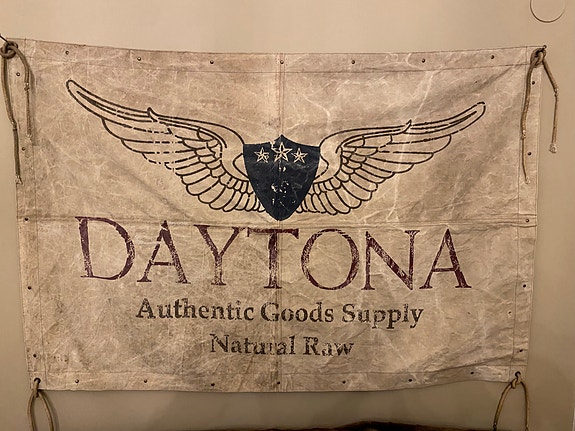 DAYTONA
Authentic Goods Supply
Natural Raw